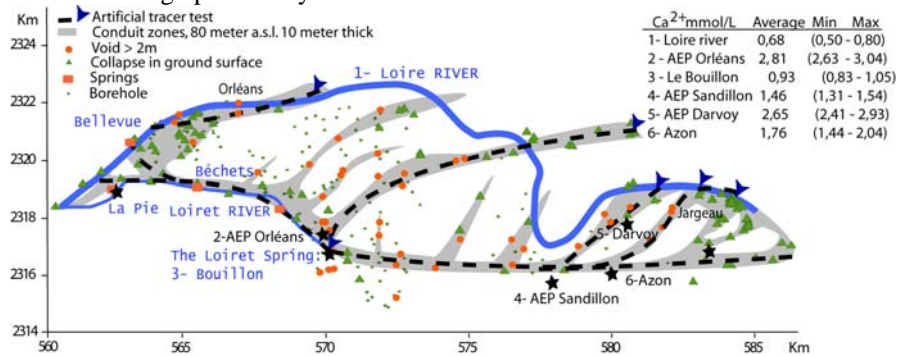 Km
2324
2322
2320
2318
2316
2314
560
565
570
575
580
585
Km
Artificial tracer test
Conduit zones, 80 meter a.s.l. 10 meter thick
Void > 2m
Collapse in ground surface
Springs
Borehole
Orléans
1- Loire RIVER
Bellevue
Béchets
La Pie
Loiret RIVER
2-AEP Orléans
The Loiret Spring:
3- Bouillon
5- Darvoy
Jargeau
6-Azon
4- AEP Sandillon
Ca2+mmol/L Average Min Max
1- Loire river 0,68 (0,50 - 0,80)
2 - AEP Orléans 2,81 (2,63 - 3,04)
3 - Le Bouillon 0,93 (0,83 - 1,05)
4- AEP Sandillon 1,46 (1,31 - 1,54)
5- AEP Darvoy 2,65 (2,41 - 2,93)
6- Azon 1,76 (1,44 - 2,04)